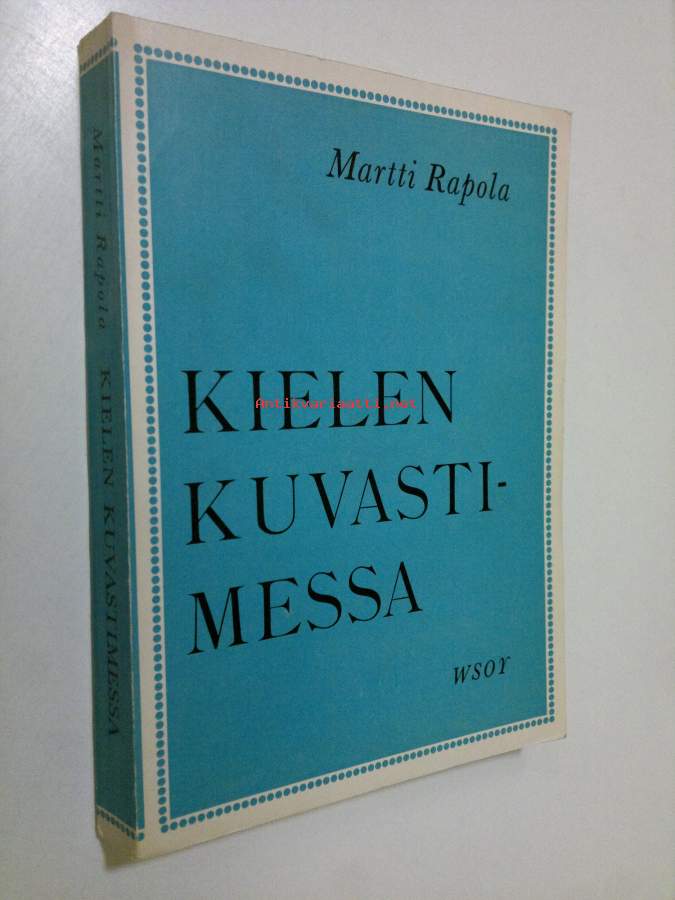 Martti Rapola
KIELEN
KUVASTI-
MESSA
WSOY
Martti Rapola KIELEN KUVASTIMESSA
Antikvariaatti.net